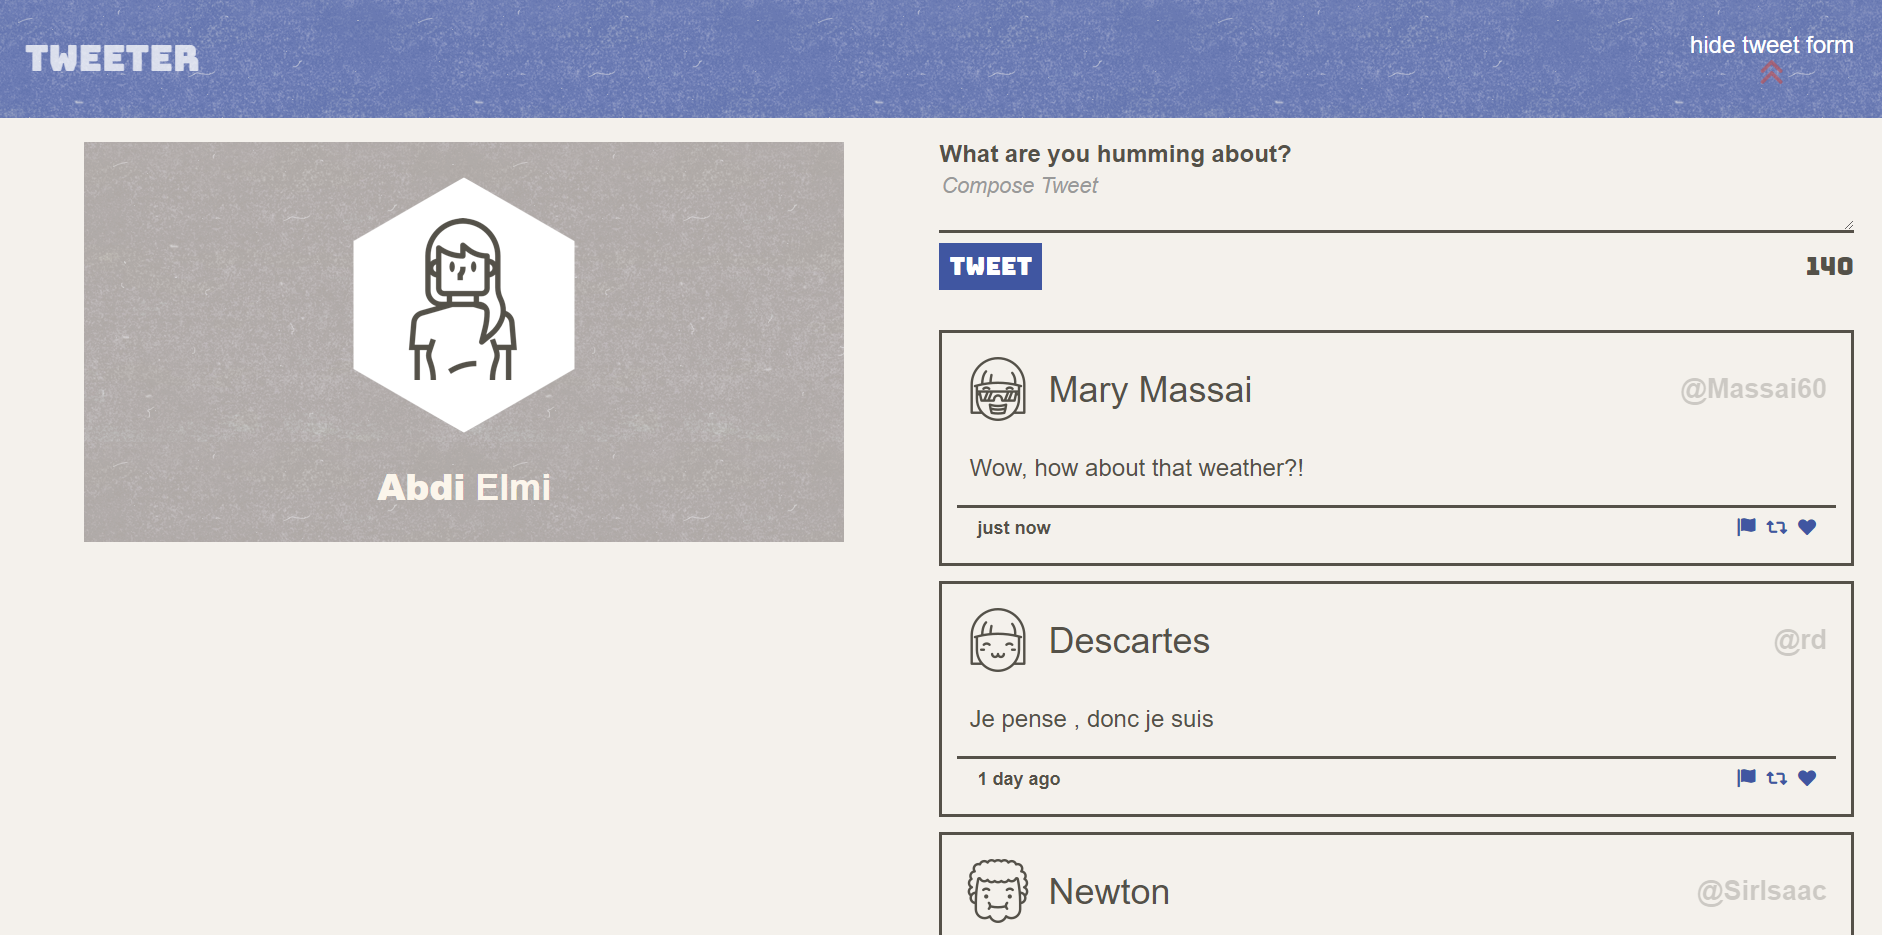 TWEETER
hide tweet form
Abdi Elmi
What are you humming about?
Compose Tweet
TWEET
140
Mary Massai
@Massai60
Wow, how about that weather?!
just now
Descartes
@rd
Je pense , donc je suis
1 day ago
Newton
@SirIsaac